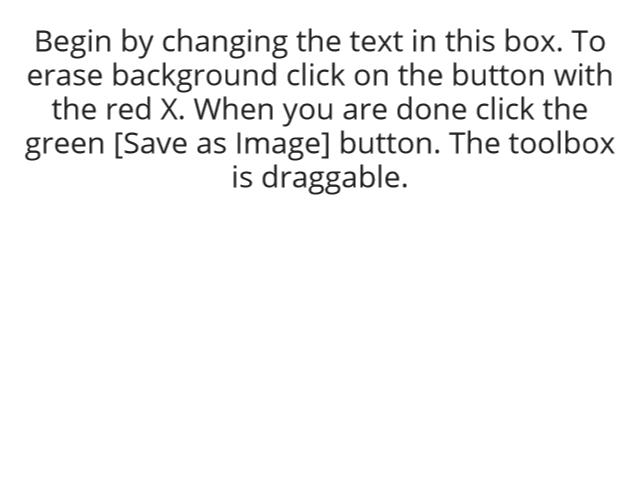 Begin by changing the text in this box. To
erase background click on the button with
the red X. When you are done click the
green [Save as Image] button. The toolbox
is draggable.